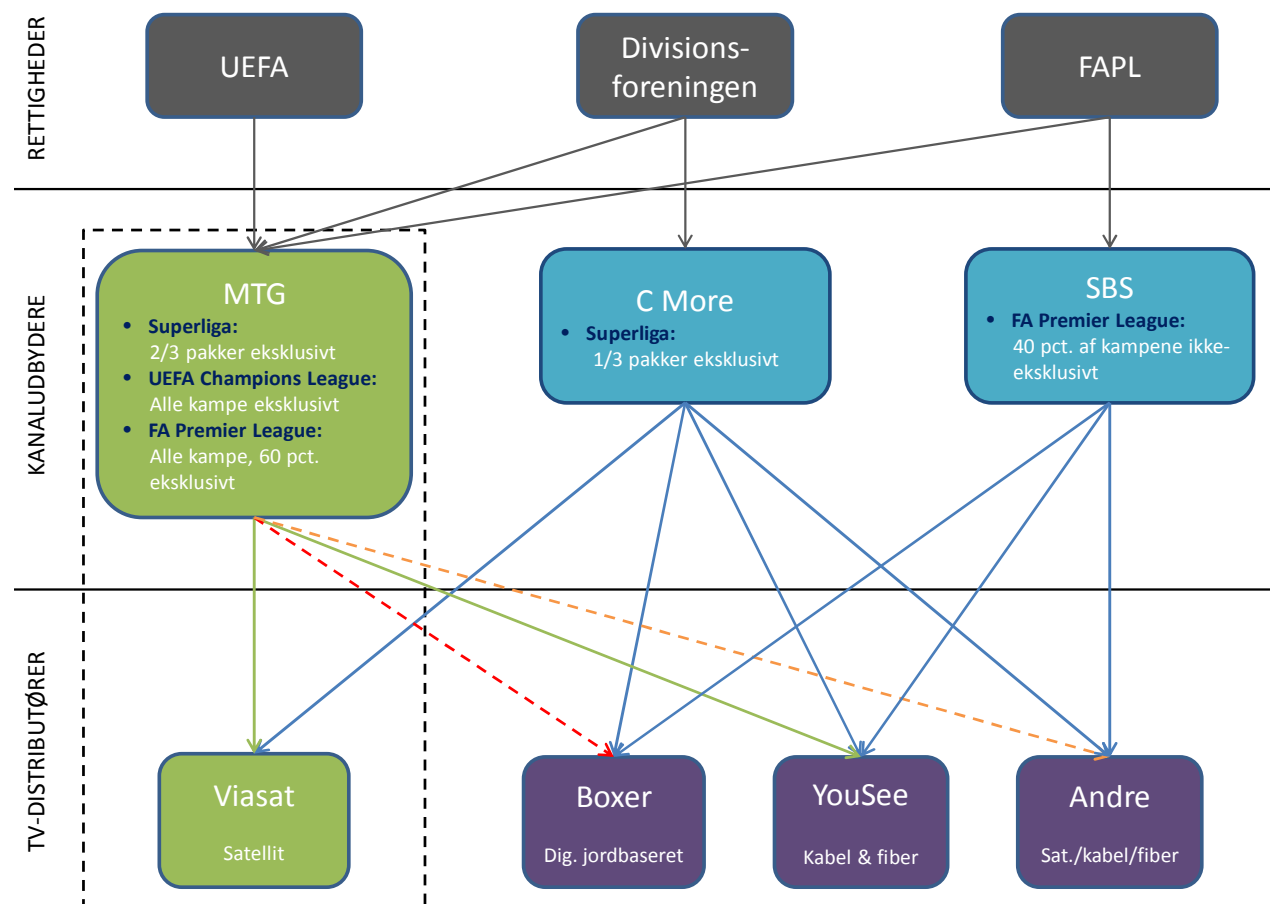 RETTIGHEDER
UEFA
Divisions-
foreningen
FAPL
KANALUDBYDERE
MTG
• Superliga:
2/3 pakker eksklusivt
• UEFA Champions League:
Alle kampe eksklusivt
• FA Premier League:
Alle kampe, 60 pct.
eksklusivt
C More
• Superliga:
1/3 pakker eksklusivt
SBS
• FA Premier League:
40 pct. af kampene ikke-
eksklusivt
TV-DISTRIBUTØRER
Viasat
Satellit
Boxer
Dig. jordbaseret
YouSee
Kabel & fiber
Andre
Sat./kabel/fiber